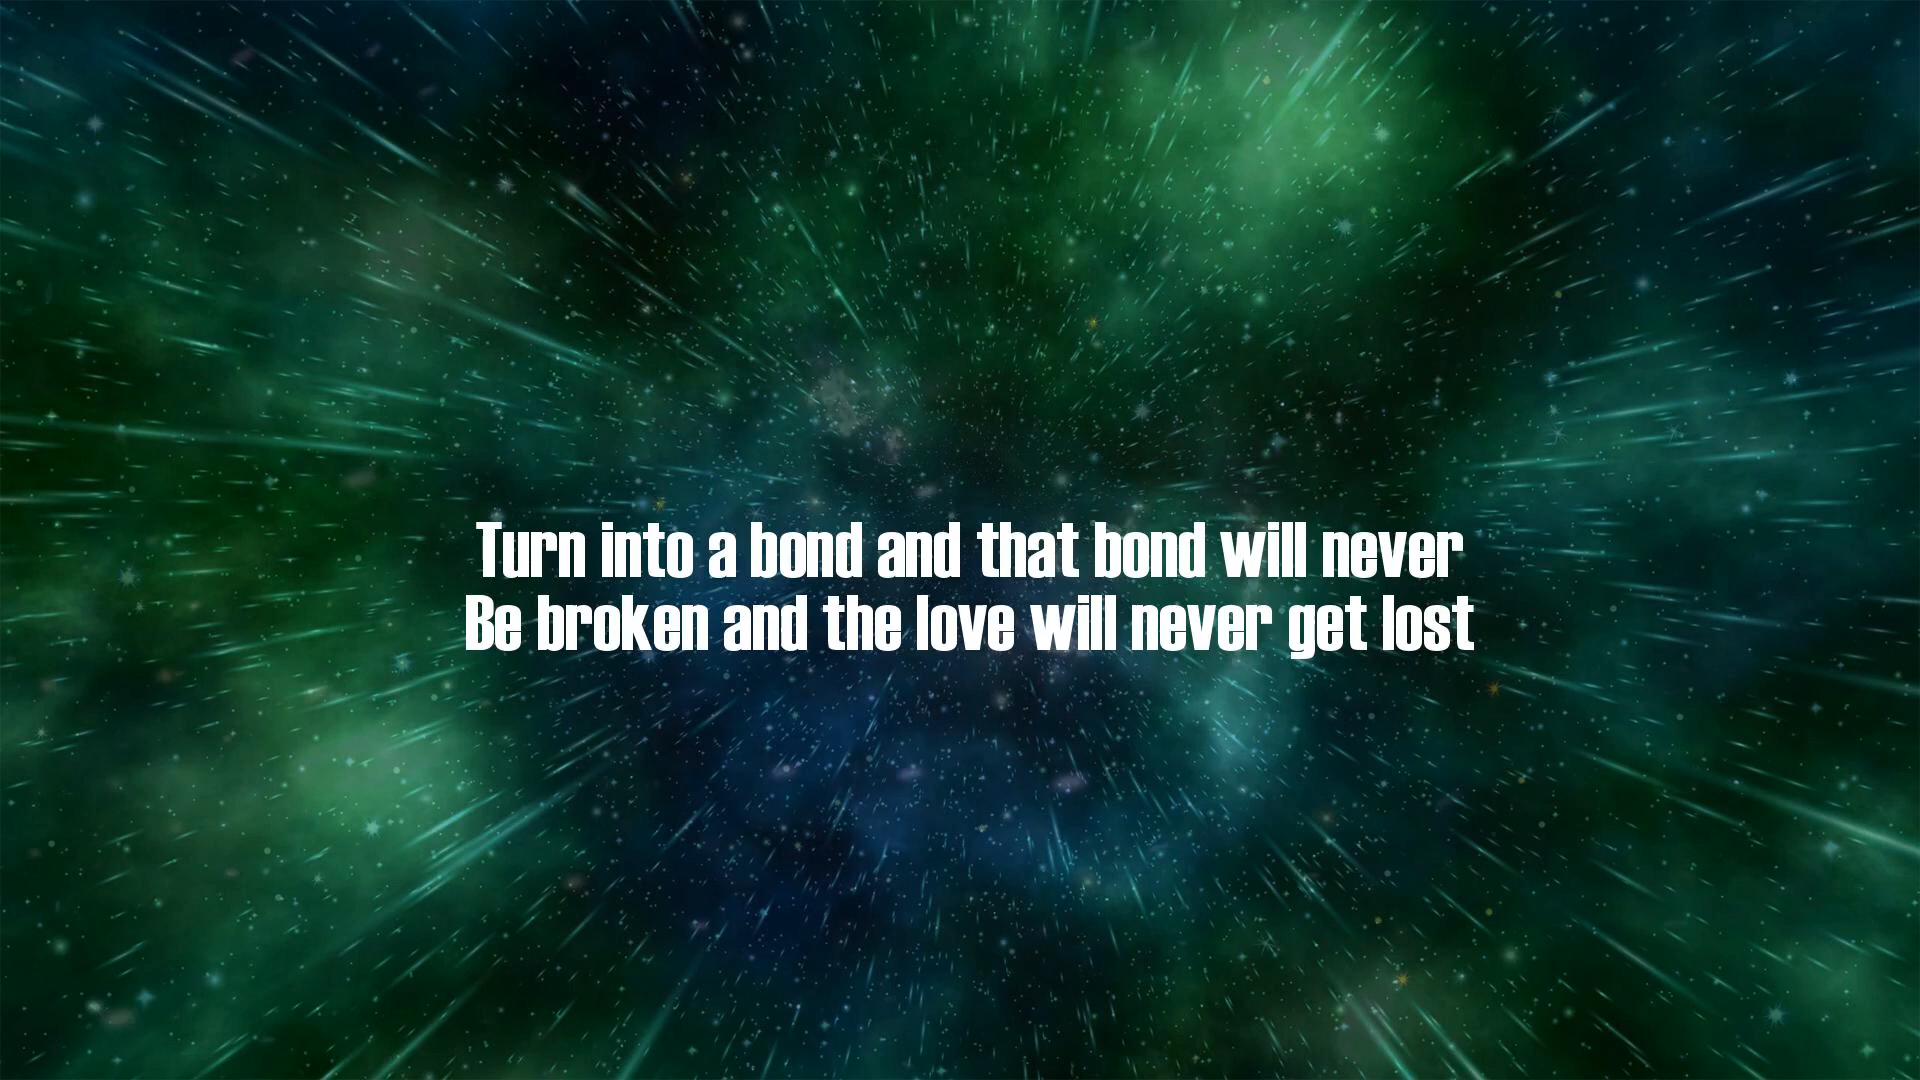 Turn into a bond and that bond will never
Be broken and the love will never get lost